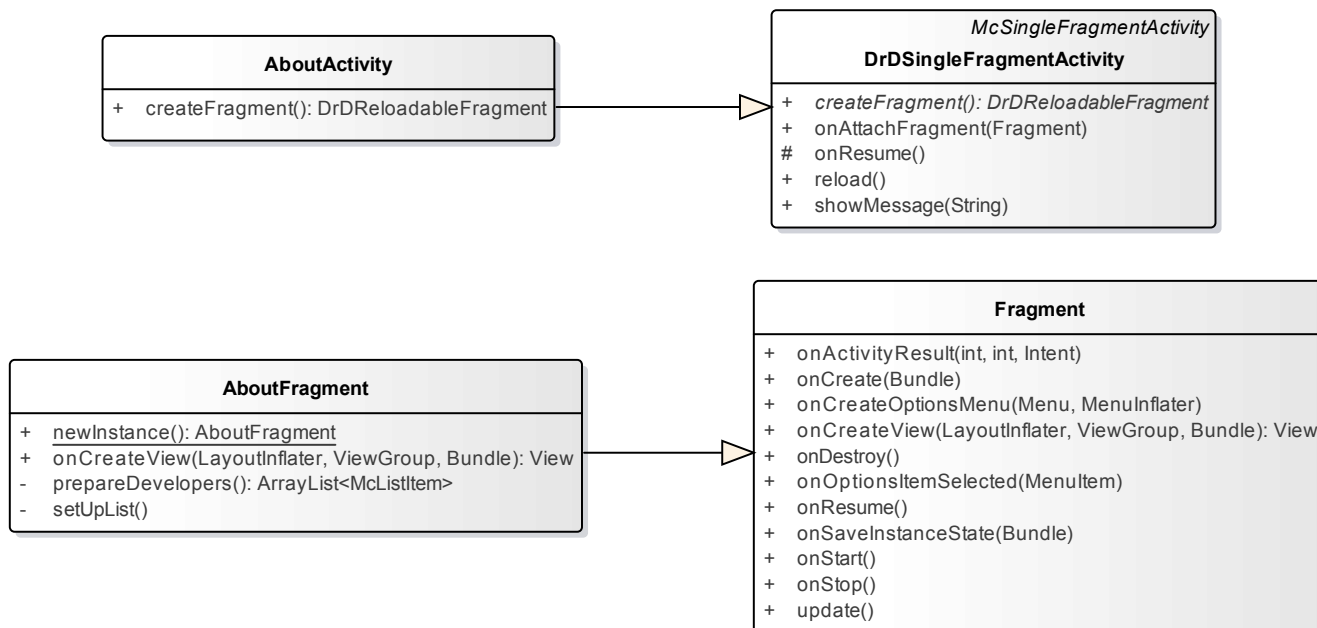 AboutActivity
+ createFragment(): DrDReloadableFragment
McSingleFragmentActivity
DrDSingleFragmentActivity
+ createFragment(): DrDReloadableFragment
+ onAttachFragment(Fragment)
# onResume()
+ reload()
+ showMessage(String)
AboutFragment
+ newInstance(): AboutFragment
+ onCreateView(LayoutInflater, ViewGroup, Bundle): View
- prepareDevelopers(): ArrayList<McListItem>
- setUpList()
Fragment
+ onActivityResult(int, int, Intent)
+ onCreate(Bundle)
+ onCreateOptionsMenu(Menu, MenuInflater)
+ onCreateView(LayoutInflater, ViewGroup, Bundle): View
+ onDestroy()
+ onOptionsItemSelected(MenuItem)
+ onResume()
+ onSaveInstanceState(Bundle)
+ onStart()
+ onStop()
+ update()